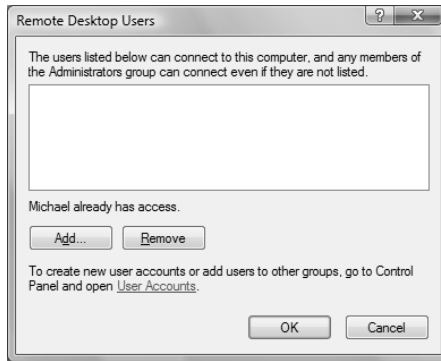 Remote Desktop Users
The users listed below can connect to this computer, and any members of
the Administrators group can connect even if they are not listed.
Michael already has access.
Add... Remove
To create new user accounts or add users to other groups, go to Control
Panel and open User Accounts.
OK Cancel